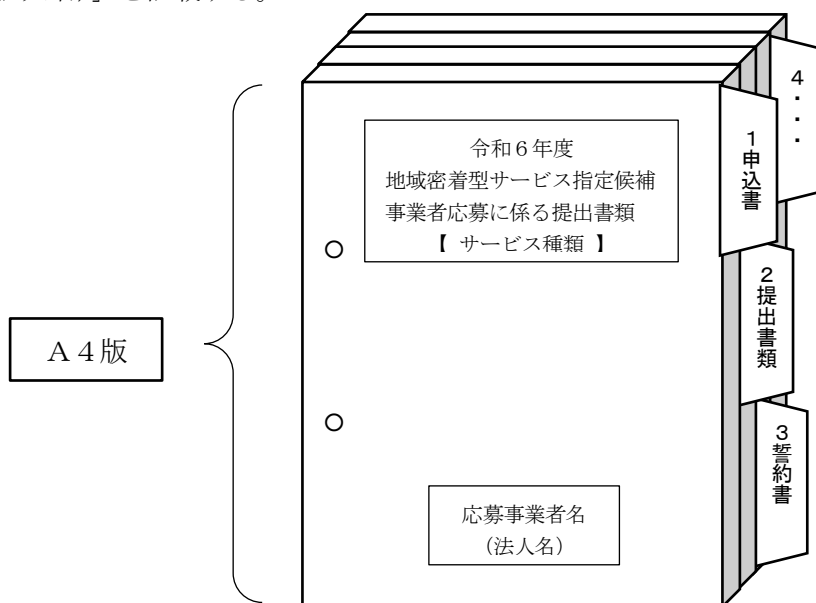 令和６年度
地域密着型サービス指定候補
事業者応募に係る提出書類
【 サービス種類 】
応募事業者名
（法人名）
Ａ４版
1申込書
2提出書類
3誓約書
4・・・